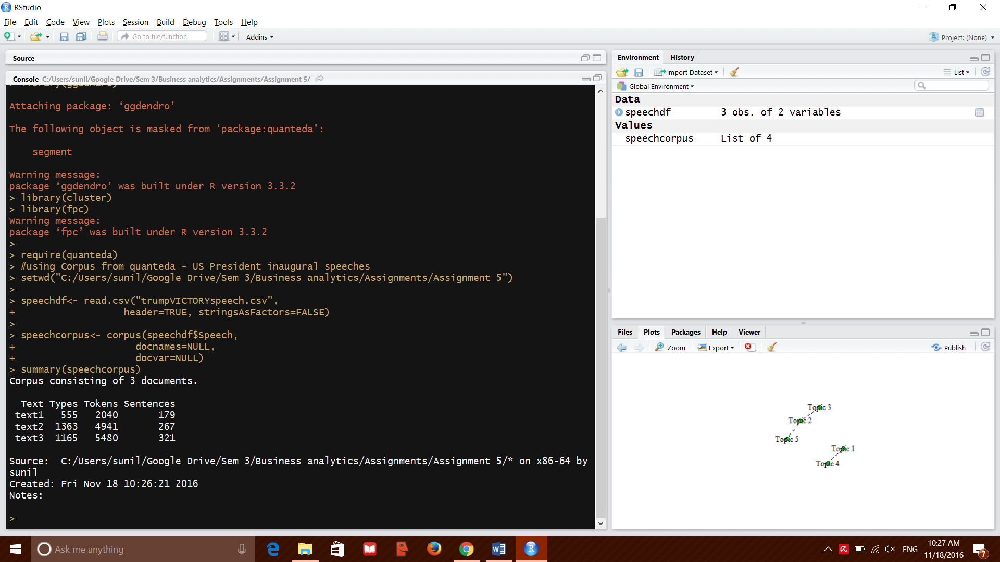 RStudio
File Edit Code View Plots Session Build Debug Tools Help
Go to file/function Addins Project: (None)
Source
Console C:/Users/sunil/Google Drive/Sem 3/Business analytics/Assignments/Assignment 5/
> library(ggdendro)
Attaching package: ‘ggdendro’
The following object is masked from ‘package:quanteda’:
segment
Warning message:
package ‘ggdendro’ was built under R version 3.3.2
> library(cluster)
> library(fpc)
Warning message:
package ‘fpc’ was built under R version 3.3.2
>
> require(quanteda)
> #using Corpus from quanteda - US President inaugural speeches
> setwd("C:/Users/sunil/Google Drive/Sem 3/Business analytics/Assignments/Assignment 5")
>
> speechdf<- read.csv("trumpVICTORYspeech.csv",
+ header=TRUE, stringsAsFactors=FALSE)
>
> speechcorpus<- corpus(speechdf$Speech,
+ docnames=NULL,
+ docvar=NULL)
> summary(speechcorpus)
Corpus consisting of 3 documents.
Text Types Tokens Sentences
text1 555 2040 179
text2 1363 4941 267
text3 1165 5480 321
Source: C:/Users/sunil/Google Drive/Sem 3/Business analytics/Assignments/Assignment 5/* on x86-64 by
sunil
Created: Fri Nov 18 10:26:21 2016
Notes:
>
Environment History
Import Dataset List
Global Environment
Data
speechdf 3 obs. of 2 variables
Values
speechcorpus List of 4
Files Plots Packages Help Viewer
Zoom Export Publish
Topic 3
Topic 2
Topic 5
Topic 1
Topic 4
Ask me anything
ENG
10:27 AM
11/18/2016
7